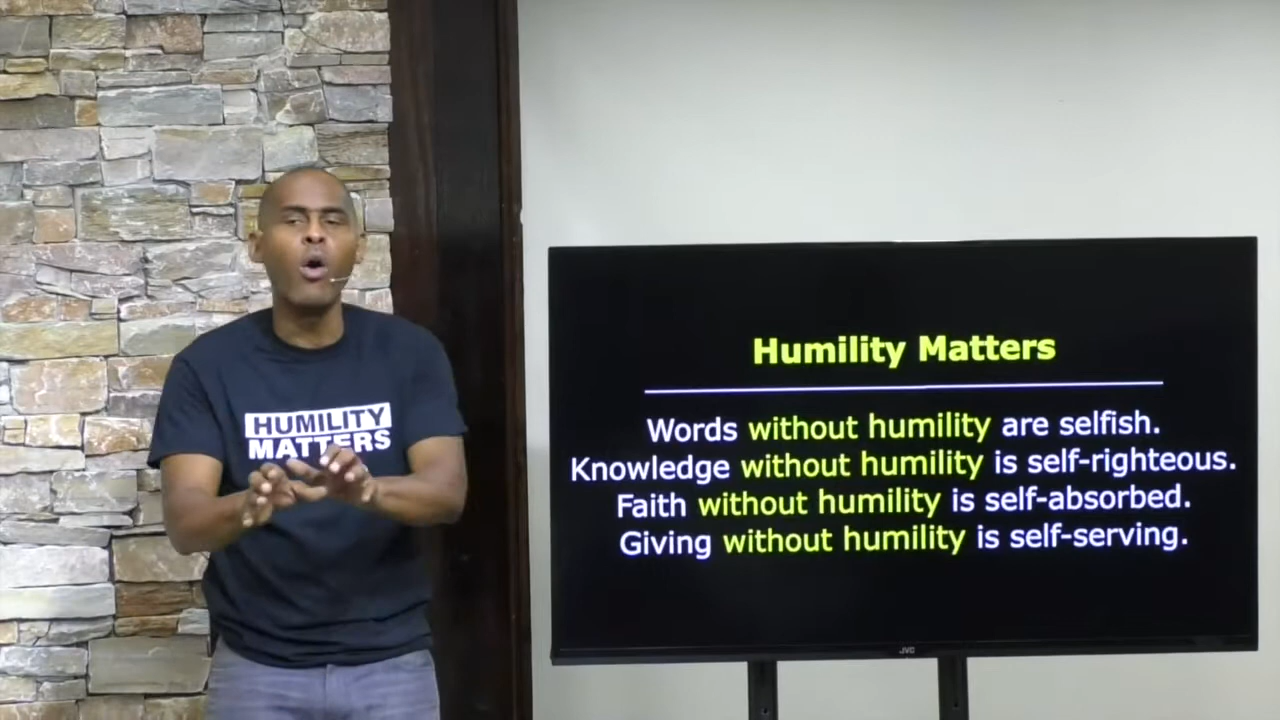 HUMILITY
MATTERS
Humility Matters
Words without humility are selfish.
Knowledge without humility is self-righteous.
Faith without humility is self-absorbed.
Giving without humility is self-serving.
JVC